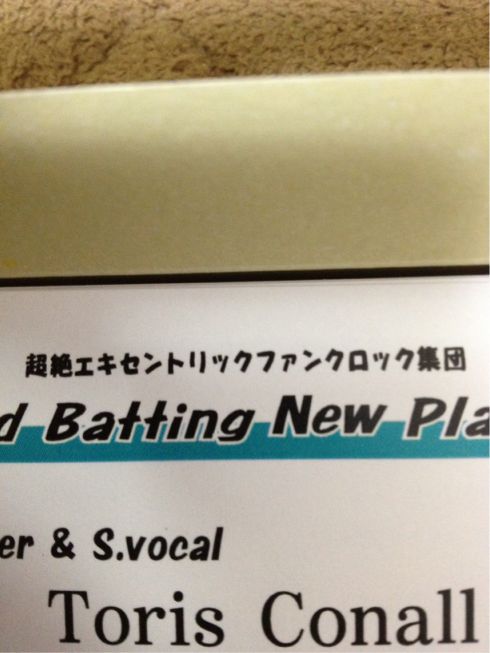 超絶エキセントリックファンクロック集団
d Batting New Pla
er & S.vocal
Toris Conall